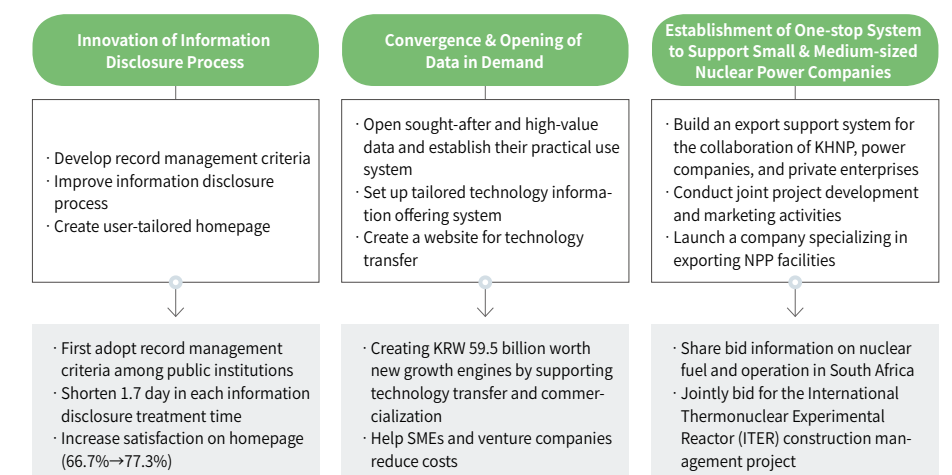 Innovation of Information
Disclosure Process
· Develop record management criteria
· Improve information disclosure
process
· Create user-tailored homepage
· First adopt record management
criteria among public institutions
· Shorten 1.7 day in each information
disclosure treatment time
· Increase satisfaction on homepage
(66.7%→77.3%)
Convergence & Opening of
Data in Demand
· Open sought-after and high-value
data and establish their practical use
system
· Set up tailored technology informa-
tion offering system
· Create a website for technology
transfer
· Creating KRW 59.5 billion worth
new growth engines by supporting
technology transfer and commer-
cialization
· Help SMEs and venture companies
reduce costs
Establishment of One-stop System
to Support Small & Medium-sized
Nuclear Power Companies
· Build an export support system for
the collaboration of KHNP, power
companies, and private enterprises
· Conduct joint project development
and marketing activities
· Launch a company specializing in
exporting NPP facilities
· Share bid information on nuclear
fuel and operation in South Africa
· Jointly bid for the International
Thermonuclear Experimental
Reactor (ITER) construction man-
agement project